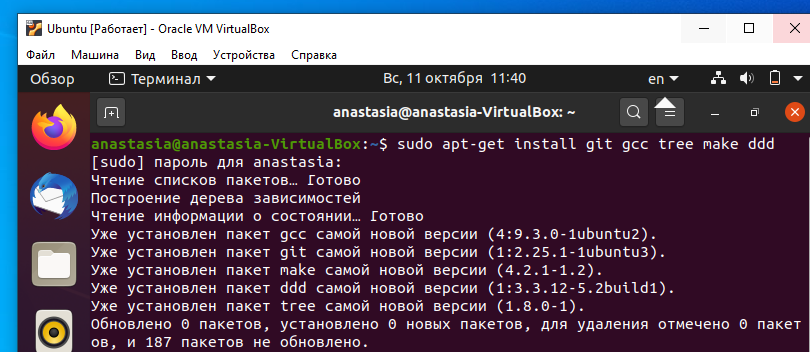 Ubuntu [Работает] - Oracle VM VirtualBox
Файл Машина Вид Ввод Устройства Справка
Обзор Терминал Вс, 11 октября 11:40 en
anastasia@anastasia-VirtualBox: ~
anastasia@anastasia-VirtualBox:~$ sudo apt-get install git gcc tree make ddd
[sudo] пароль для anastasia:
Чтение списков пакетов… Готово
Построение дерева зависимостей
Чтение информации о состоянии… Готово
Уже установлен пакет gcc самой новой версии (4:9.3.0-1ubuntu2).
Уже установлен пакет git самой новой версии (1:2.25.1-1ubuntu3).
Уже установлен пакет make самой новой версии (4.2.1-1.2).
Уже установлен пакет ddd самой новой версии (1:3.3.12-5.2build1).
Уже установлен пакет tree самой новой версии (1.8.0-1).
Обновлено 0 пакетов, установлено 0 новых пакетов, для удаления отмечено 0 пакет
ов, и 187 пакетов не обновлено.